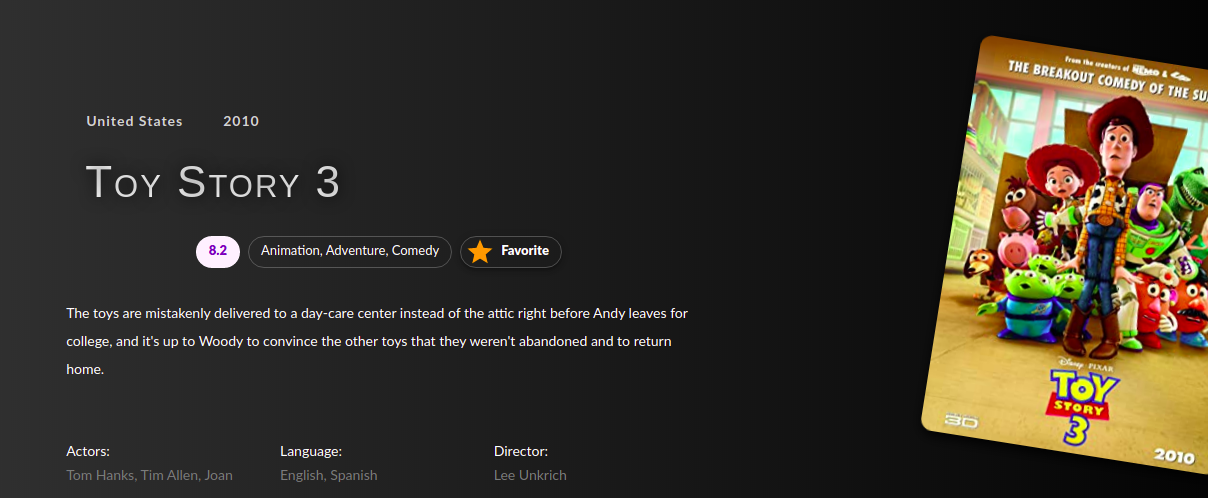 United States 2010
Toy Story 3
8.2 Animation, Adventure, Comedy Favorite
The toys are mistakenly delivered to a day-care center instead of the attic right before Andy leaves for
college, and it's up to Woody to convince the other toys that they weren't abandoned and to return
home.
Actors: Language: Director:
Tom Hanks, Tim Allen, Joan English, Spanish Lee Unkrich
From the creators of NEMO &
THE BREAKOUT COMEDY OF THE SU
Disney PIXAR
TOY
STORY
3
3D
2010